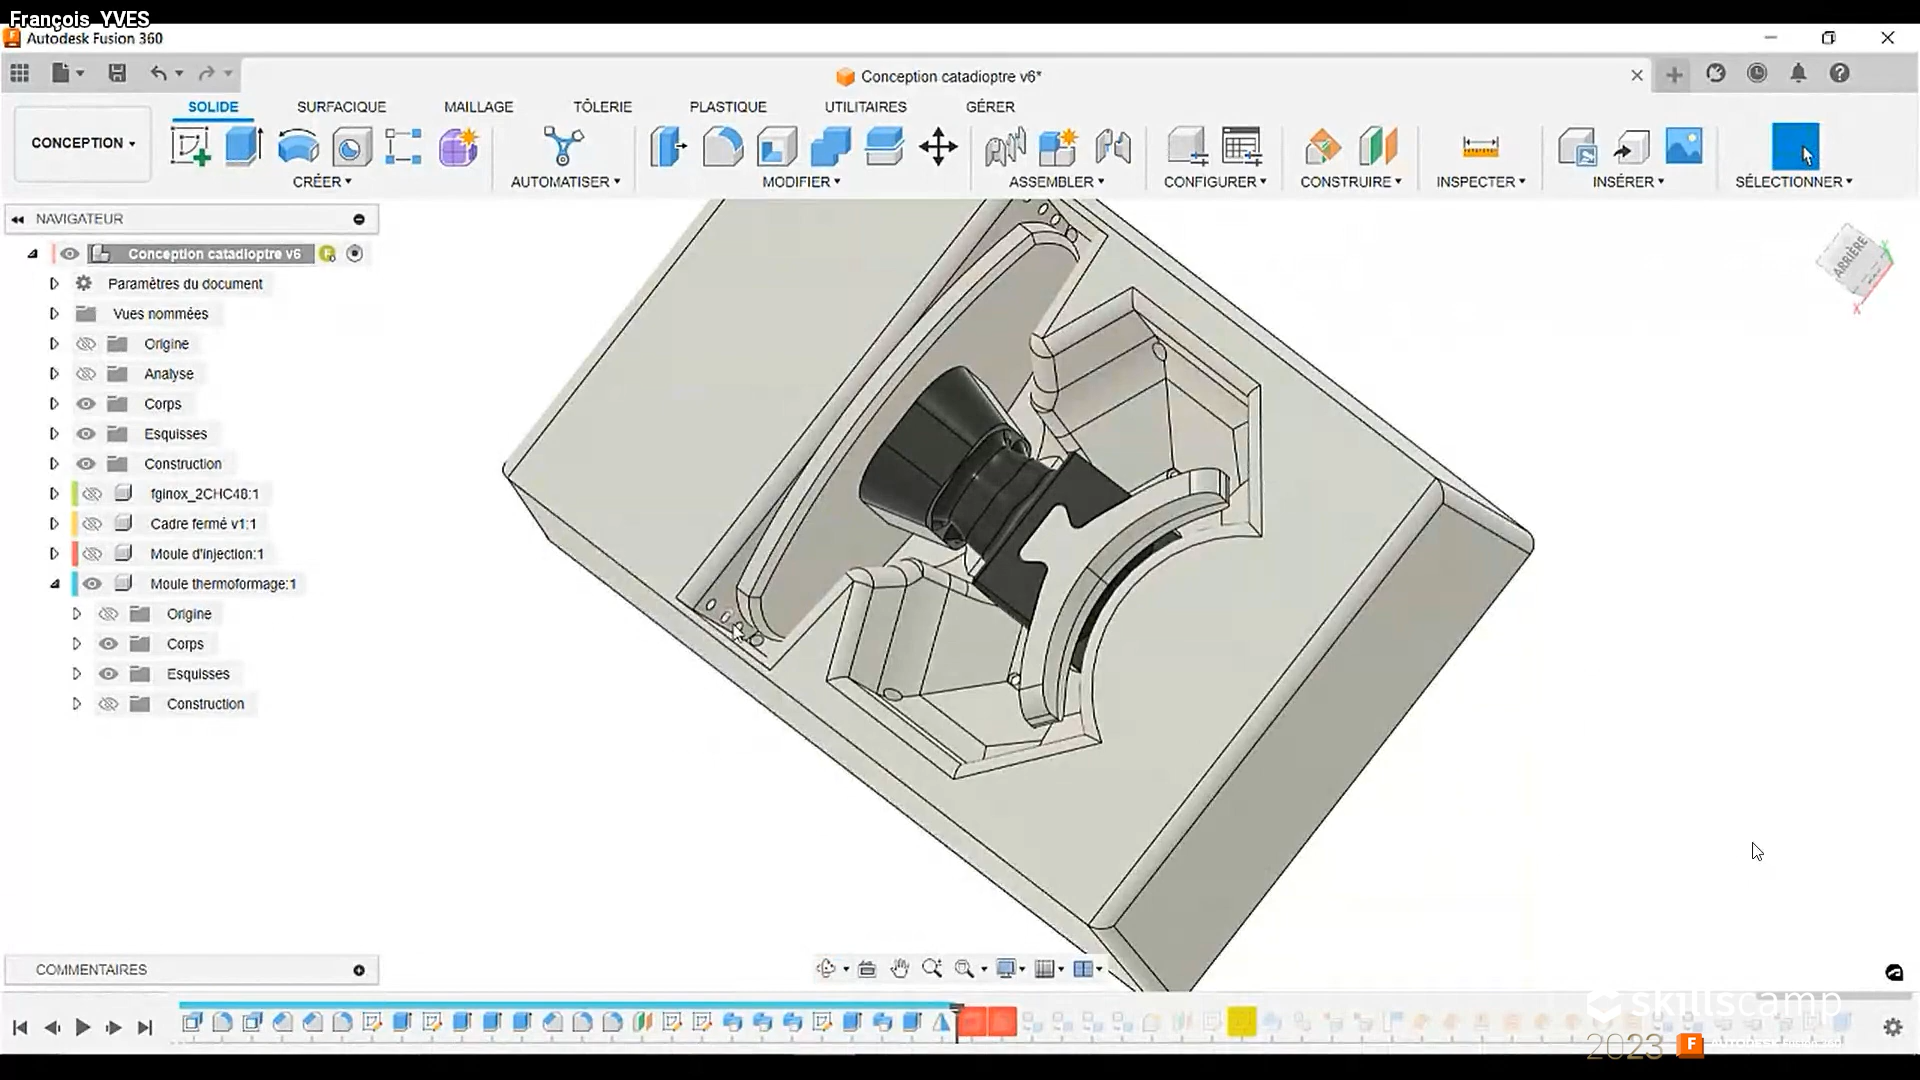 François_YVES
Autodesk Fusion 360
Conception catadioptre v6*
SOLIDE
SURFACIQUE
MAILLAGE
TÔLERIE
PLASTIQUE
UTILITAIRES
GÉRER
CONCEPTION
CRÉER
AUTOMATISER
MODIFIER
ASSEMBLER
CONFIGURER
CONSTRUIRE
INSPECTER
INSÉRER
SÉLECTIONNER
NAVIGATEUR
Conception catadioptre v6
Paramètres du document
Vues nommées
Origine
Analyse
Corps
Esquisses
Construction
fginox_2CHC48:1
Cadre fermé v1:1
Moule d'injection:1
Moule thermoformage:1
Origine
Corps
Esquisses
Construction
ARRIÈRE
X
COMMENTAIRES
skillscamp
2023
F